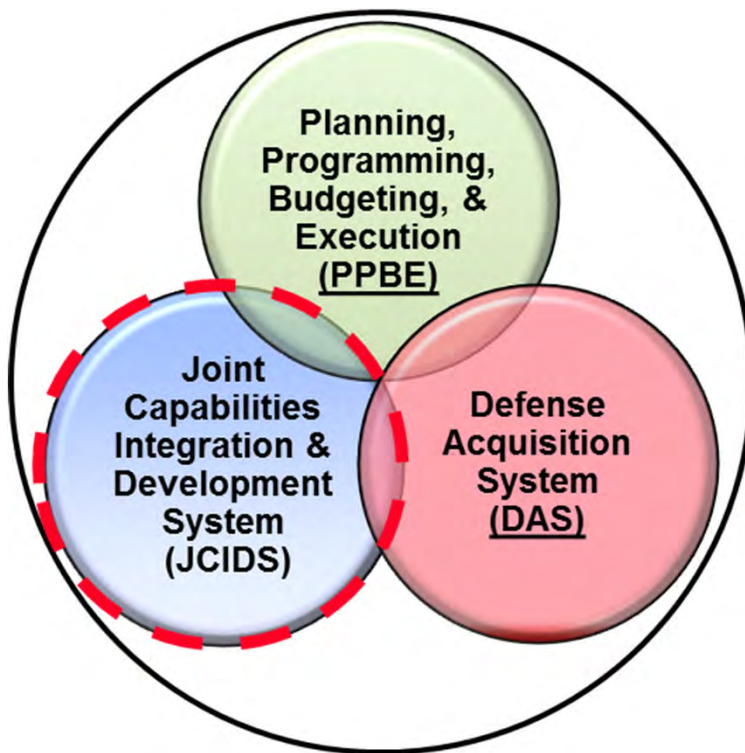 Planning,
Programming,
Budgeting, &
Execution
(PPBE)
Joint
Capabilities
Integration &
Development
System
(JCIDS)
Defense
Acquisition
System
(DAS)